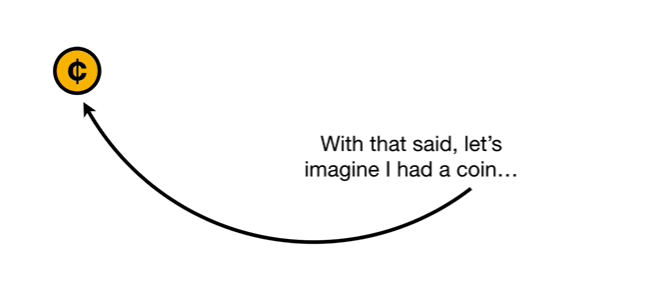 ¢
With that said, let’s
imagine I had a coin…